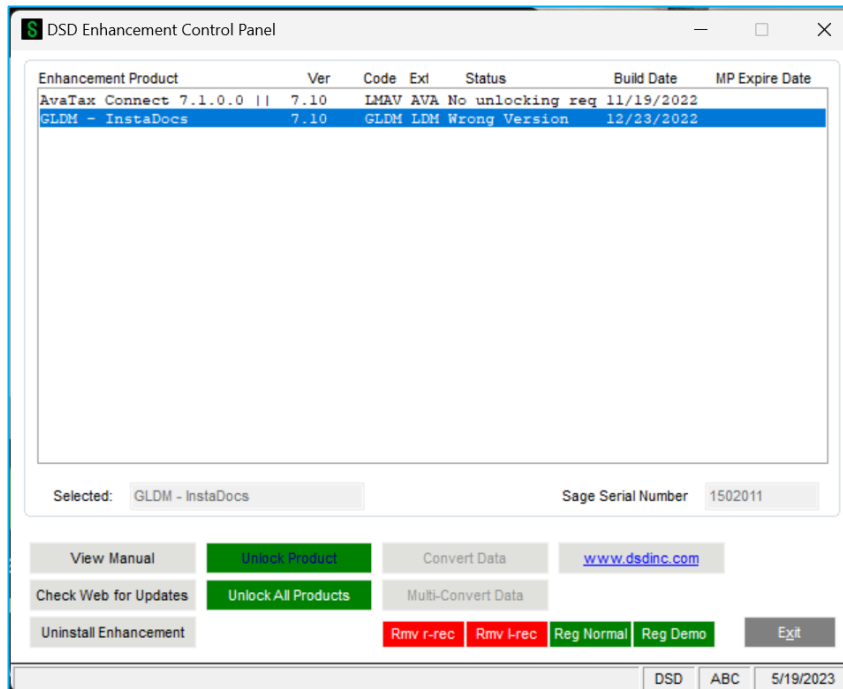 DSD Enhancement Control Panel
Enhancement Product Ver Code Ext Status Build Date MP Expire Date
AvaTax Connect 7.1.0.0 || 7.10 LMAV AVA No unlocking req 11/19/2022
GLDM - InstaDocs 7.10 GLDM LDM Wrong Version 12/23/2022
Selected: GLDM - InstaDocs Sage Serial Number 1502011
View Manual Unlock Product Convert Data www.dsdinc.com
Check Web for Updates Unlock All Products Multi-Convert Data
Uninstall Enhancement Rmv r-rec Rmv l-rec Reg Normal Reg Demo Exit
DSD ABC 5/19/2023